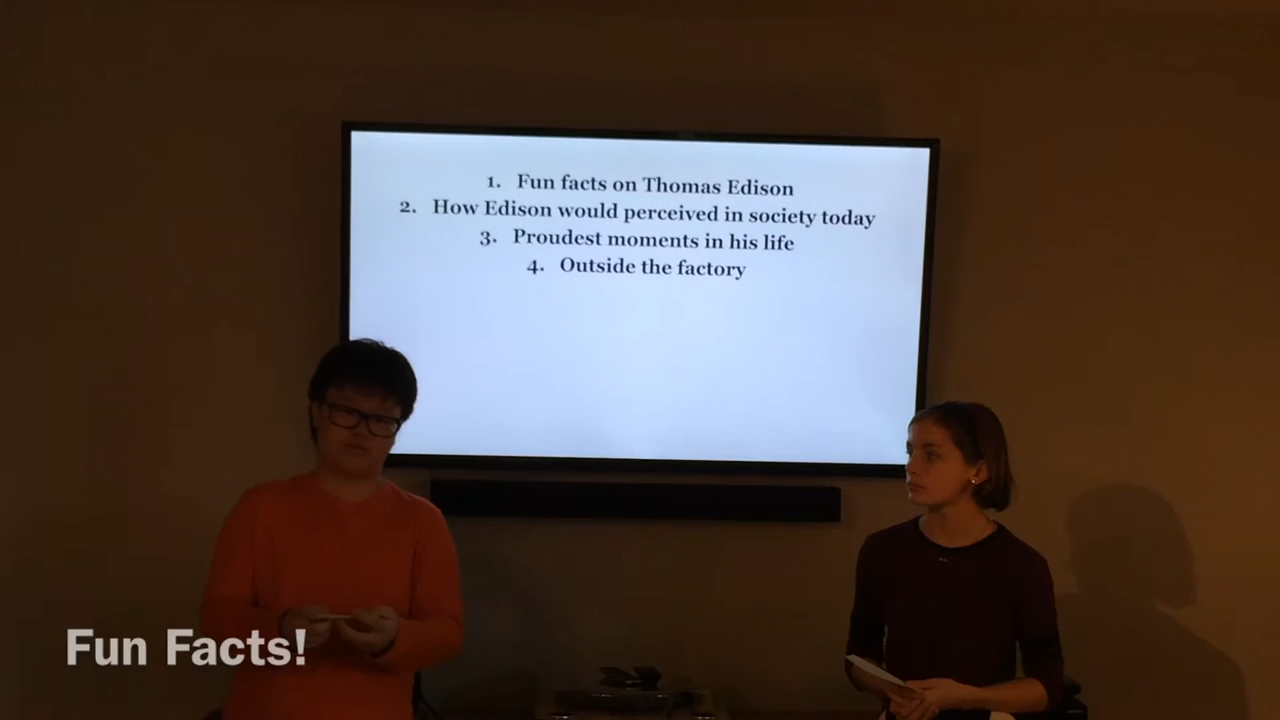 1. Fun facts on Thomas Edison
2. How Edison would perceived in society today
3. Proudest moments in his life
4. Outside the factory
Fun Facts!